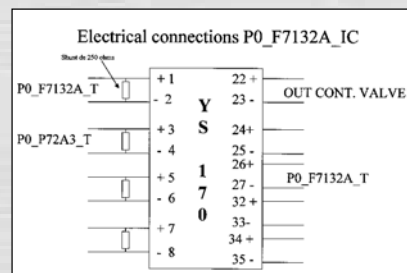 Electrical connections P0_F7132A_IC
Shunt de 250 ohms
P0_F7132A_T
P0_P72A3_T
+ 1
- 2
+ 3
- 4
+ 5
- 6
+ 7
- 8
Y
S
1
7
0
22 +
23 -
24+
25 -
26+
27 -
32 +
33-
34 +
35 -
OUT CONT. VALVE
P0_F7132A_T